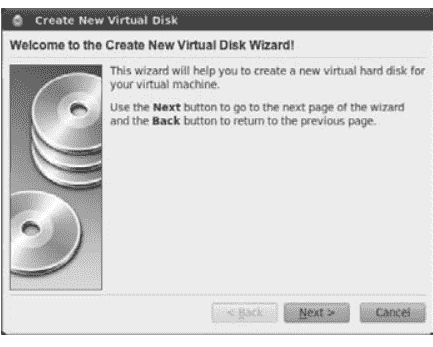 Create New Virtual Disk
Welcome to the Create New Virtual Disk Wizard!
This wizard will help you to create a new virtual hard disk for
your virtual machine.
Use the Next button to go to the next page of the wizard
and the Back button to return to the previous page.
< Back
Next >
Cancel